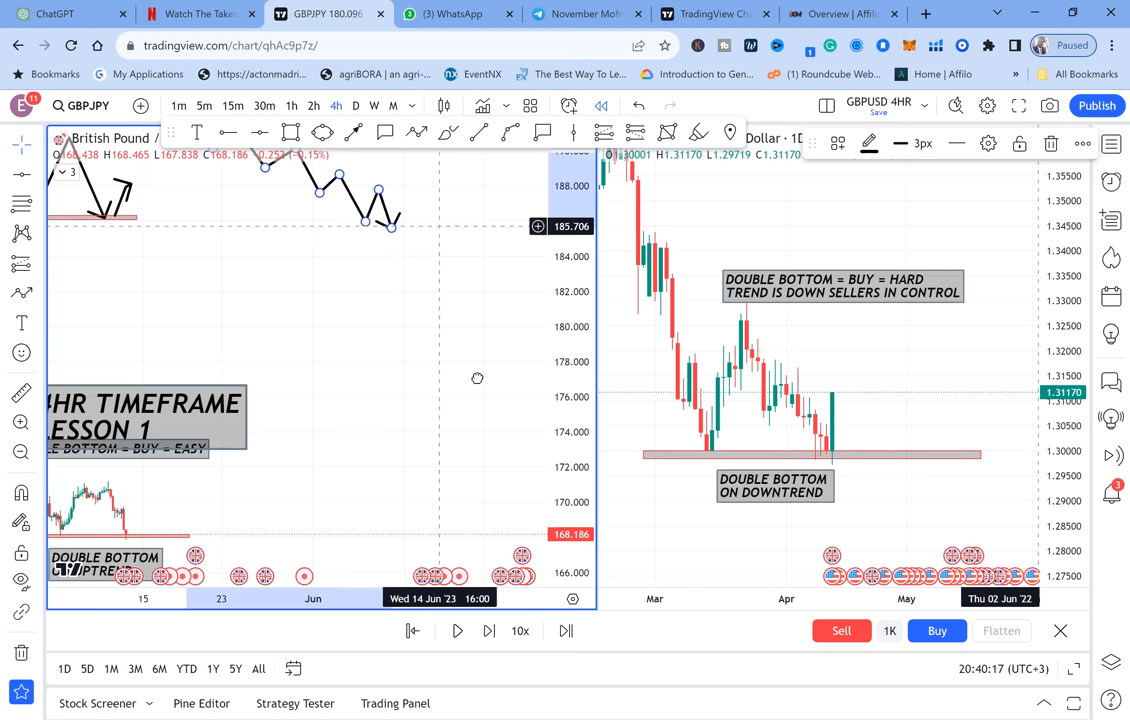 ChatGPT
Watch The Take
GBPJPY 180.096
(3) WhatsApp
November Mofr
TradingView Ch
Overview | Affili
tradingview.com/chart/qhAc9p7z/
1
Paused
Bookmarks
My Applications
https://actonmadri...
agriBORA | an agri-...
EventNX
The Best Way To Le...
Introduction to Gen...
(1) Roundcube Web...
Home | Affilo
»
All Bookmarks
E
11
GBPJPY
1m
5m
15m
30m
1h
2h
4h
D
W
M
GBPUSD 4HR
Save
Publish
British Pound /
O168.438 H168.465 L167.838 C168.186 −0.252 (−0.15%)
3
Dollar · 1D
O1.30001 H1.31170 L1.29719 C1.31170
3px
188.000
185.706
184.000
182.000
180.000
178.000
176.000
174.000
172.000
170.000
168.186
166.000
4HR TIMEFRAME
LESSON 1
LE BOTTOM = BUY = EASY
DOUBLE BOTTOM
DOUBLE BOTTOM = BUY = HARD
TREND IS DOWN SELLERS IN CONTROL
DOUBLE BOTTOM
ON DOWNTREND
1.35500
1.35000
1.34500
1.34000
1.33500
1.33000
1.32500
1.32000
1.31500
1.31170
1.31000
1.30500
1.30000
1.29500
1.29000
1.28500
1.28000
1.27500
3
15
23
Jun
Wed 14 Jun '23 16:00
Mar
Apr
May
Thu 02 Jun '22
10x
Sell
1K
Buy
Flatten
1D
5D
1M
3M
6M
YTD
1Y
5Y
All
20:40:17 (UTC+3)
Stock Screener
Pine Editor
Strategy Tester
Trading Panel